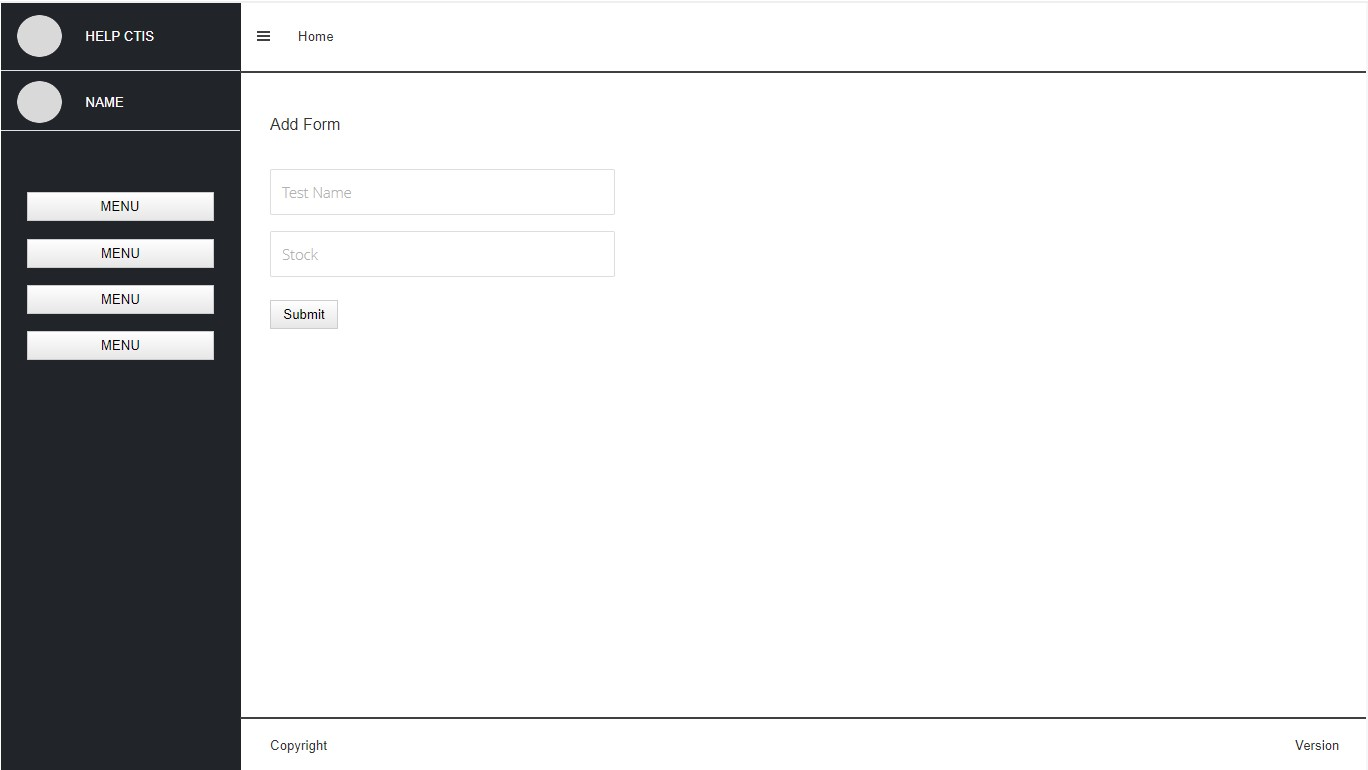 HELP CTIS
Home
NAME
Add Form
Test Name
Stock
Submit
MENU
MENU
MENU
MENU
Copyright
Version